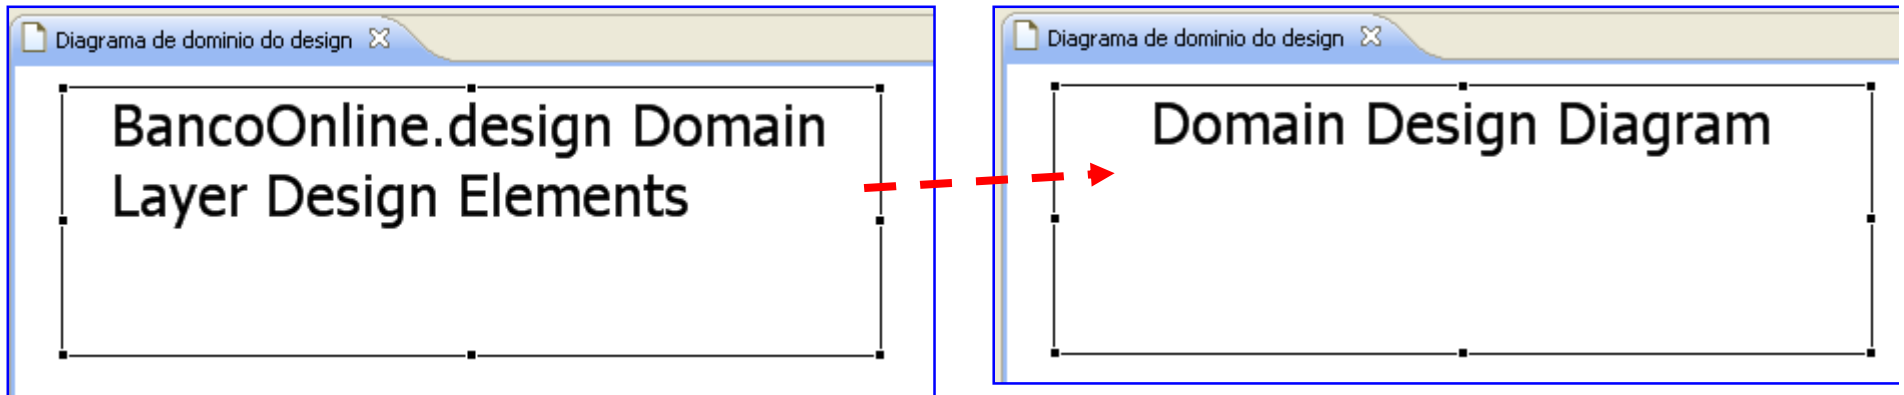 Diagrama de dominio do design
BancoOnline.design Domain
Layer Design Elements
Diagrama de dominio do design
Domain Design Diagram